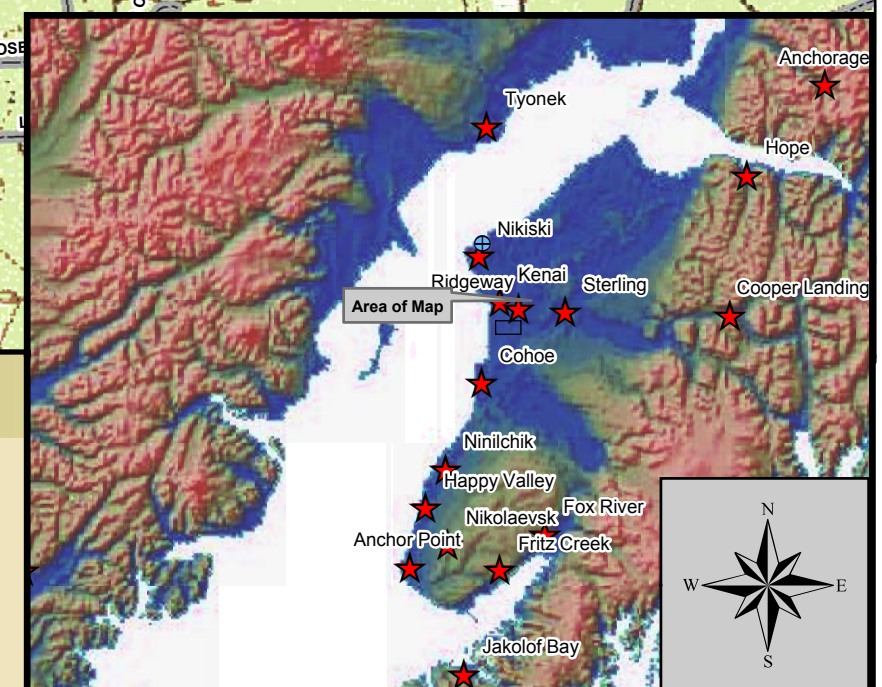 OSE
Anchorage
Tyonek
Hope
Nikiski
Ridgeway
Kenai
Sterling
Cooper Landing
Area of Map
Cohoe
Ninilchik
Happy Valley
Fox River
Nikolaevsk
Anchor Point
Fritz Creek
N
W
E
S
Jakolof Bay